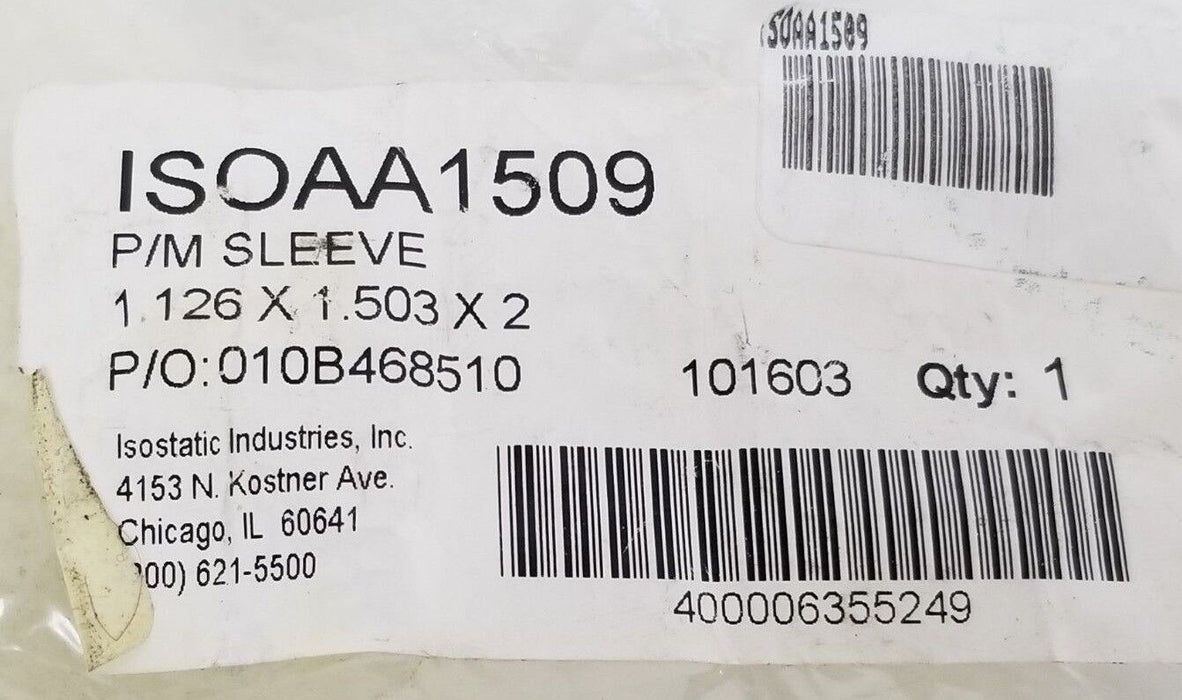 ISOAA1509
ISOAA1509
P/M SLEEVE
1.126 X 1.503 X 2
P/O:010B468510 101603 Qty: 1
Isostatic Industries, Inc.
4153 N. Kostner Ave.
Chicago, IL 60641
00) 621-5500
400006355249